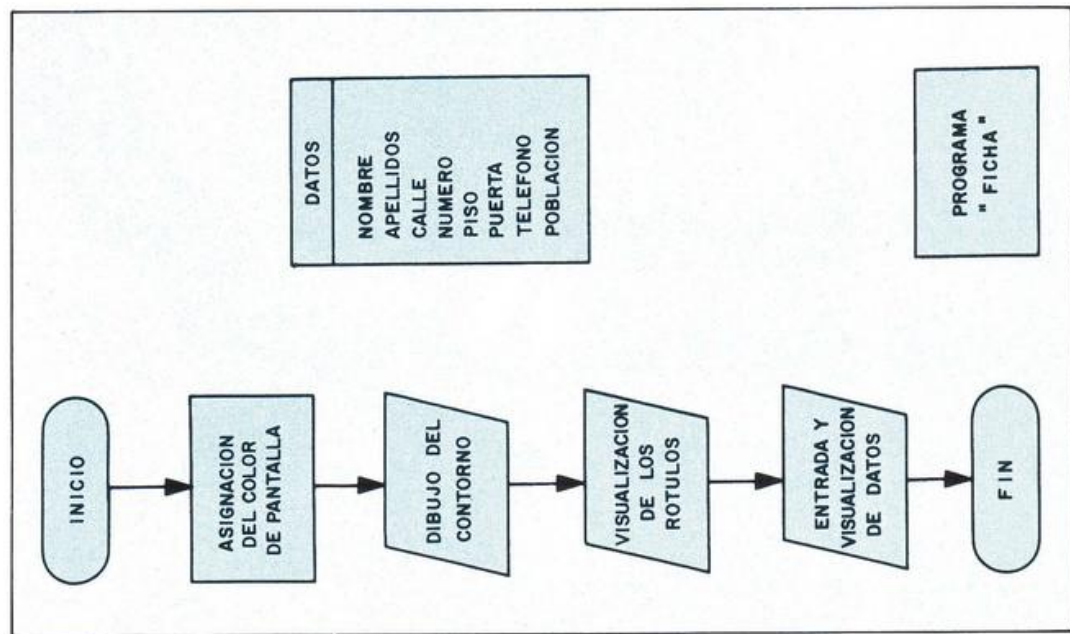 INICIO
ASIGNACION
DEL COLOR
DE PANTALLA
DIBUJO DEL
CONTORNO
VISUALIZACION
DE LOS
ROTULOS
ENTRADA Y
VISUALIZACION
DE DATOS
FIN
DATOS
NOMBRE
APELLIDOS
CALLE
NUMERO
PISO
PUERTA
TELEFONO
POBLACION
PROGRAMA
" FICHA "